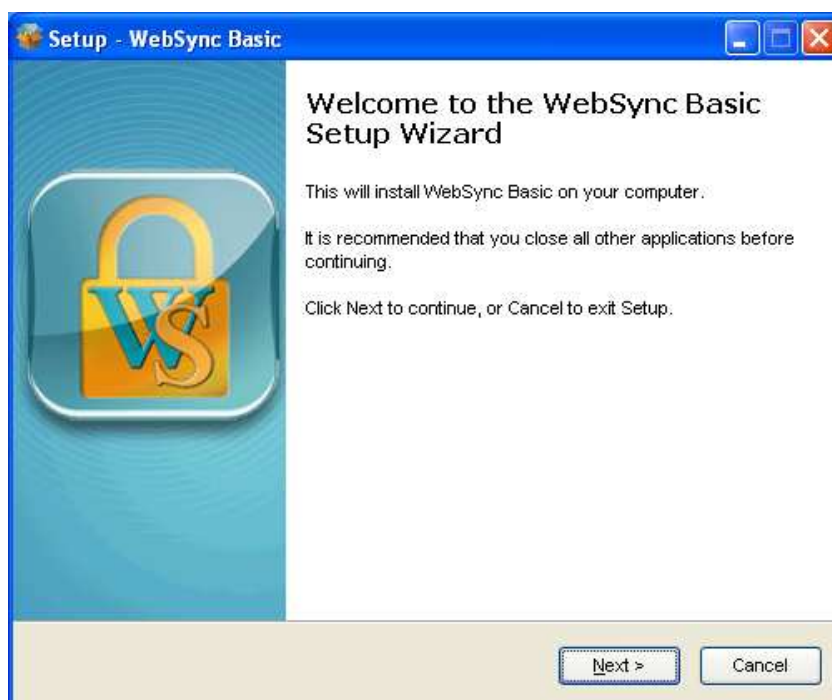 Setup - WebSync Basic
Welcome to the WebSync Basic
Setup Wizard
This will install WebSync Basic on your computer.
It is recommended that you close all other applications before
continuing.
Click Next to continue, or Cancel to exit Setup.
WS
Next >
Cancel